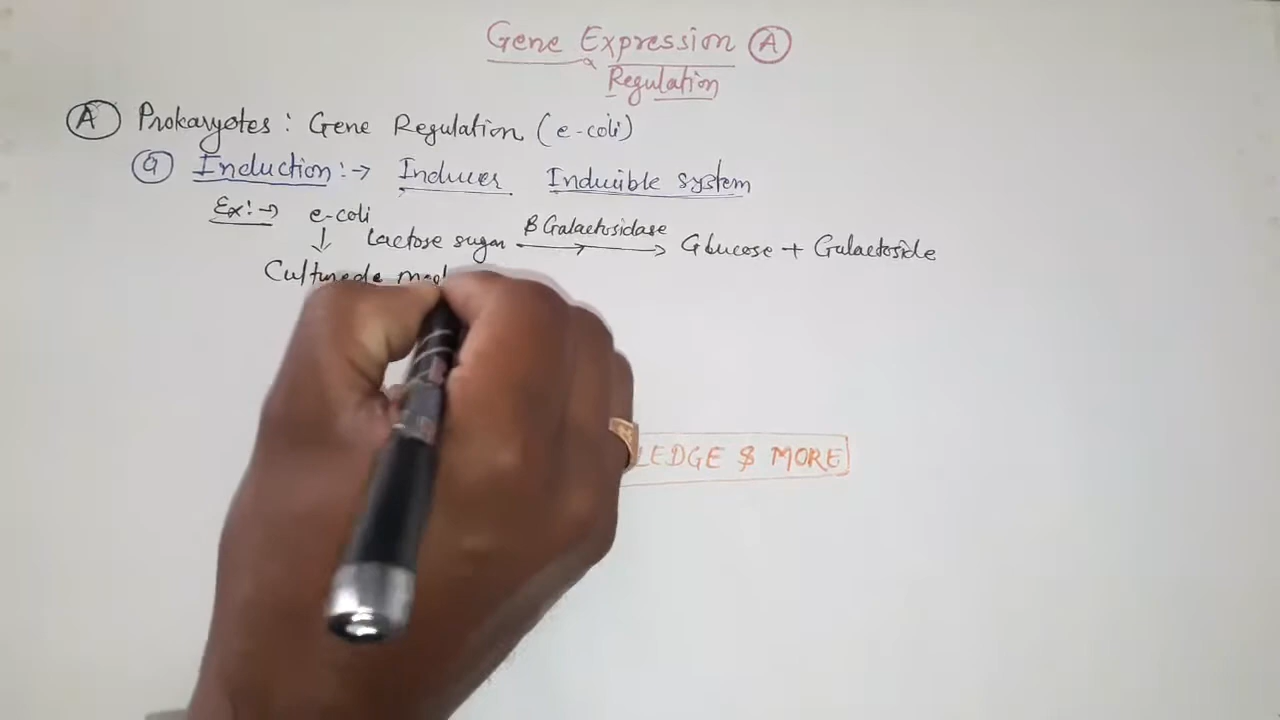 Gene Expression A
Regulation
A Prokaryotes : Gene Regulation (e-coli)
a Induction :→ Inducer Inducible system
Ex:→ e-coli
Lactose sugar β Galactosidase Glucose + Galactoside
LEDGE & MORE